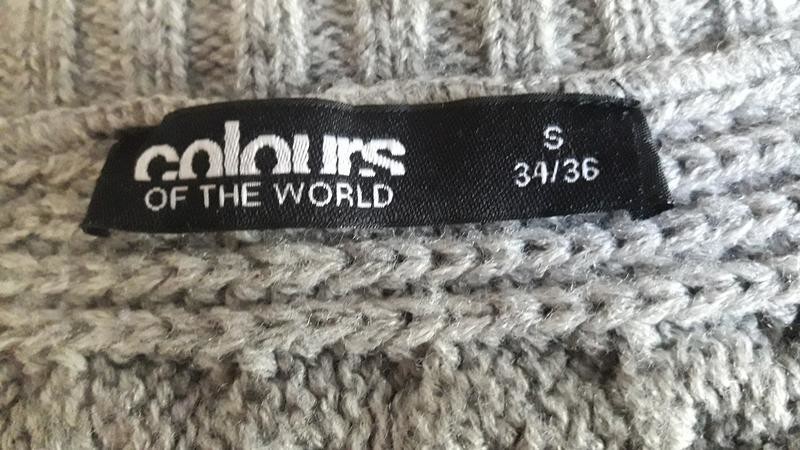 colours
OF THE WORLD
S
34/36